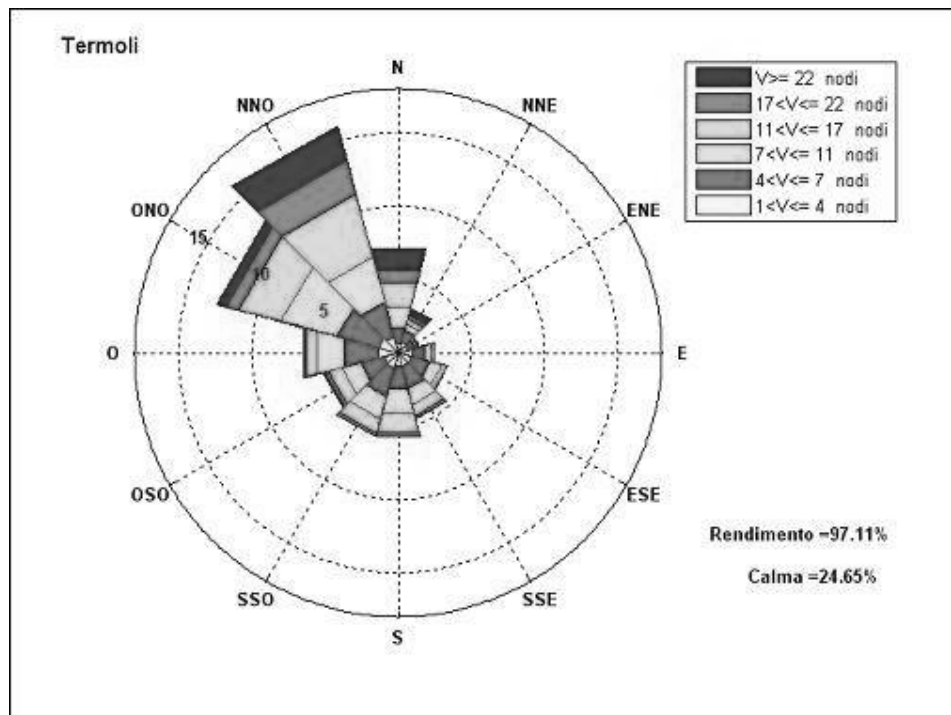 Termoli
N
NNO
NNE
ONO
ENE
15
10
5
O
E
OSO
ESE
SSO
SSE
S
V>= 22 nodi
17<V<= 22 nodi
11<V<= 17 nodi
7<V<= 11 nodi
4<V<= 7 nodi
1<V<= 4 nodi
Rendimento =97.11%
Calma =24.65%